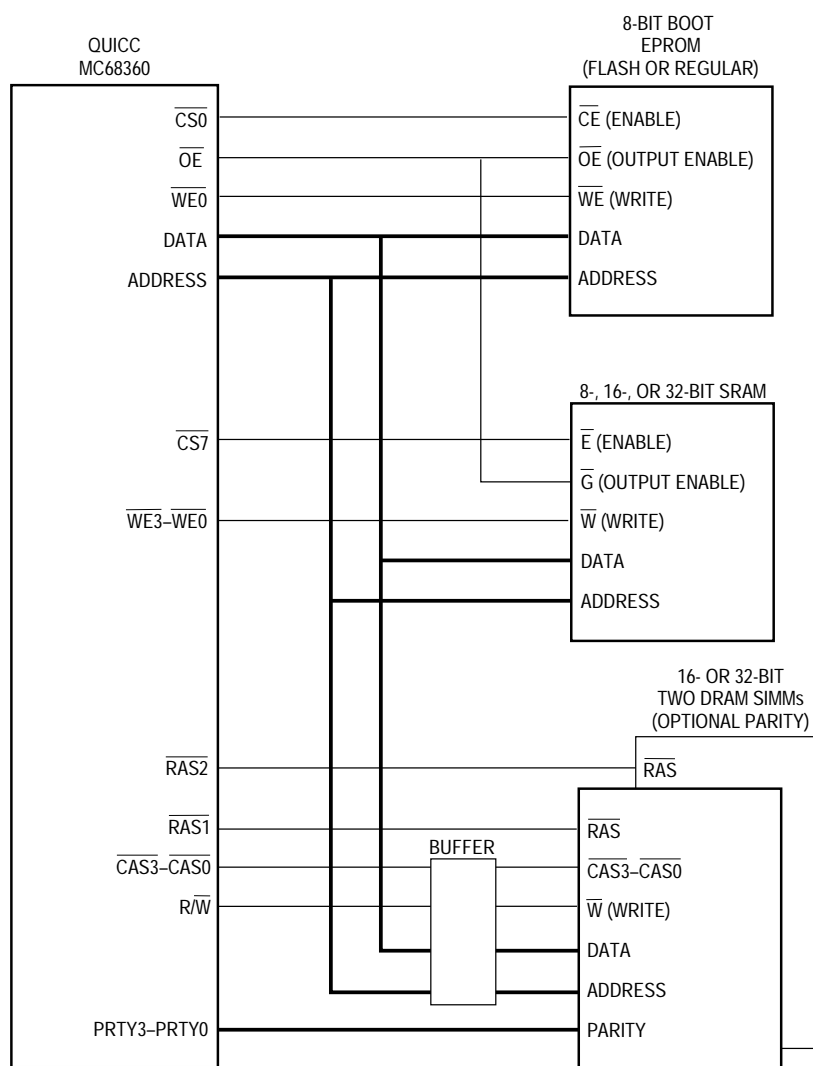 QUICC
MC68360
8-BIT BOOT
EPROM
(FLASH OR REGULAR)
CS0
OE
WE0
DATA
ADDRESS
CE (ENABLE)
OE (OUTPUT ENABLE)
WE (WRITE)
DATA
ADDRESS
8-, 16-, OR 32-BIT SRAM
CS7
WE3–WE0
E (ENABLE)
G (OUTPUT ENABLE)
W (WRITE)
DATA
ADDRESS
16- OR 32-BIT
TWO DRAM SIMMs
(OPTIONAL PARITY)
RAS2
RAS
RAS1
CAS3–CAS0
R/W
PRTY3–PRTY0
BUFFER
RAS
CAS3–CAS0
W (WRITE)
DATA
ADDRESS
PARITY